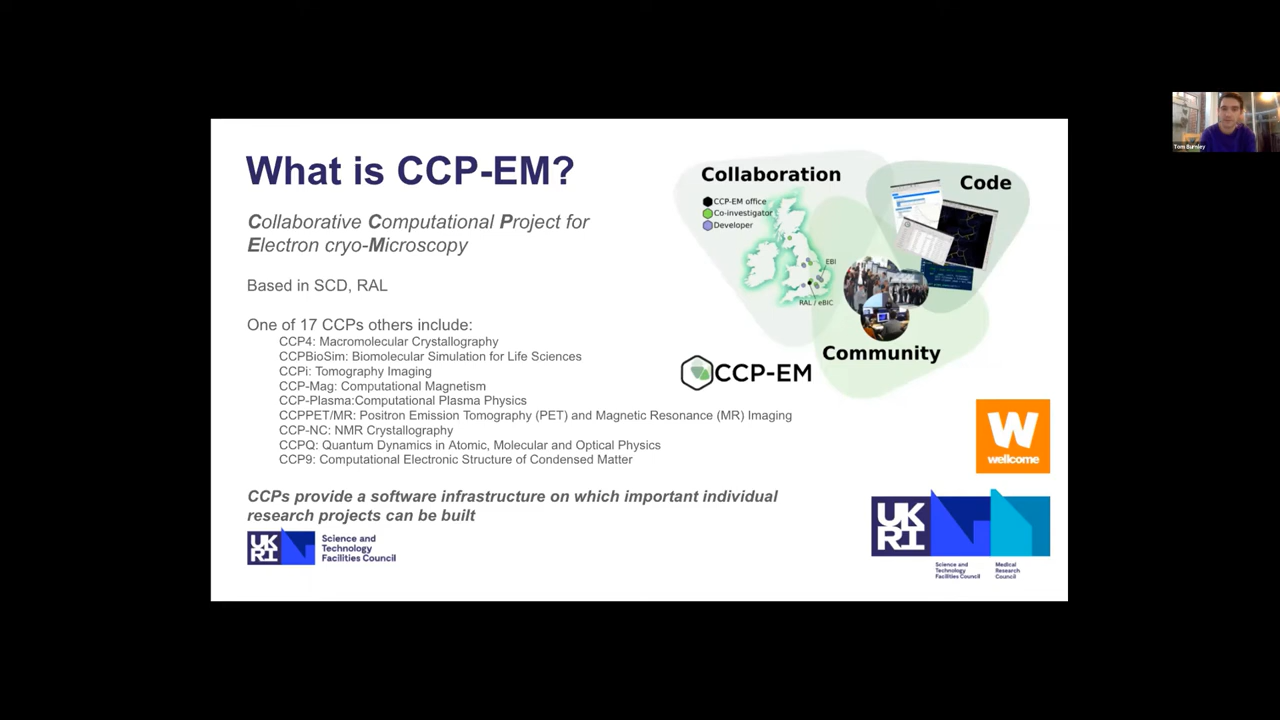 What is CCP-EM?
Collaborative Computational Project for
Electron cryo-Microscopy
Based in SCD, RAL
One of 17 CCPs others include:
CCP4: Macromolecular Crystallography
CCPBioSim: Biomolecular Simulation for Life Sciences
CCPi: Tomography Imaging
CCP-Mag: Computational Magnetism
CCP-Plasma:Computational Plasma Physics
CCPPET/MR: Positron Emission Tomography (PET) and Magnetic Resonance (MR) Imaging
CCP-NC: NMR Crystallography
CCPQ: Quantum Dynamics in Atomic, Molecular and Optical Physics
CCP9: Computational Electronic Structure of Condensed Matter
CCPs provide a software infrastructure on which important individual
research projects can be built
UK
RI
Science and
Technology
Facilities Council
Collaboration
CCP-EM office
Co-investigator
Developer
EBI
RAL / eBIC
Code
Community
CCP-EM
W
wellcome
UK
RI
Science and
Technology
Facilities Council
Medical
Research
Council
Tom Burnley